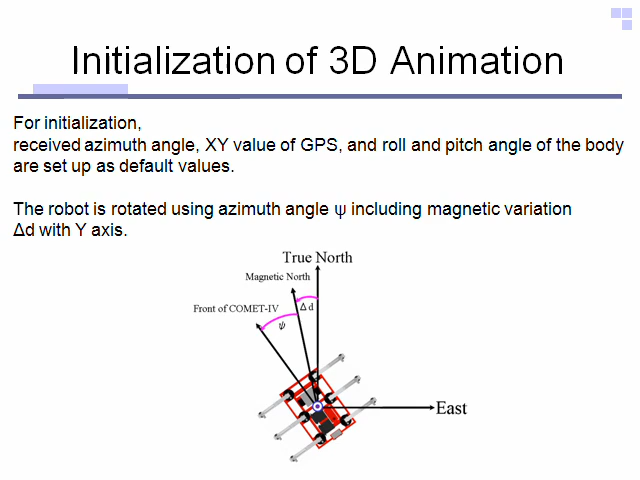 Initialization of 3D Animation
For initialization,
received azimuth angle, XY value of GPS, and roll and pitch angle of the body
are set up as default values.
The robot is rotated using azimuth angle ψ including magnetic variation
Δd with Y axis.
True North
Magnetic North
Front of COMET-IV
Δ d
ψ
East